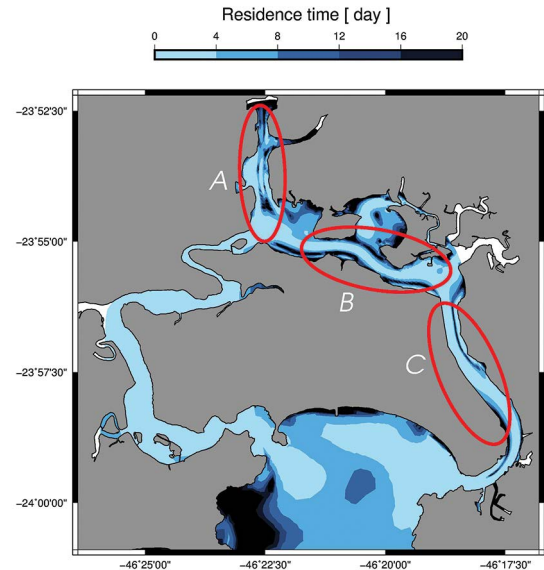 Residence time [ day ]
0 4 8 12 16 20
−23°52'30"
A
−23°55'00"
B
−23°57'30"
C
−24°00'00"
−46°25'00" −46°22'30" −46°20'00" −46°17'30"